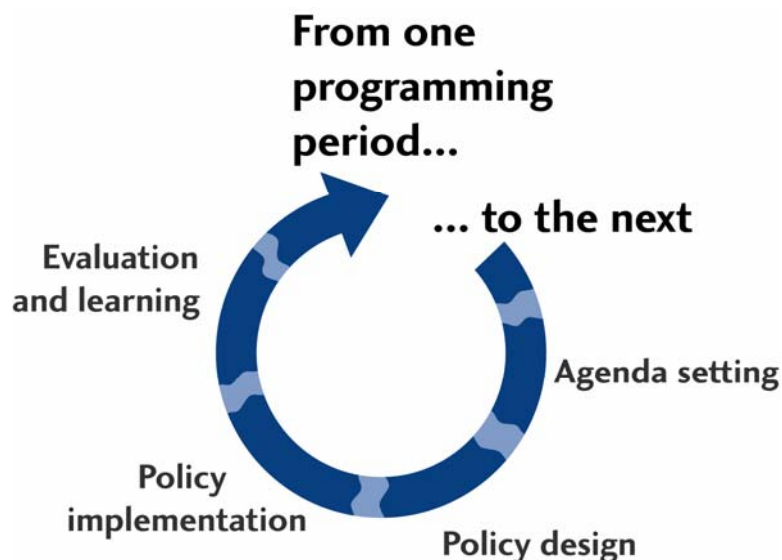 From one
programming
period...
... to the next
Agenda setting
Policy design
Policy
implementation
Evaluation
and learning